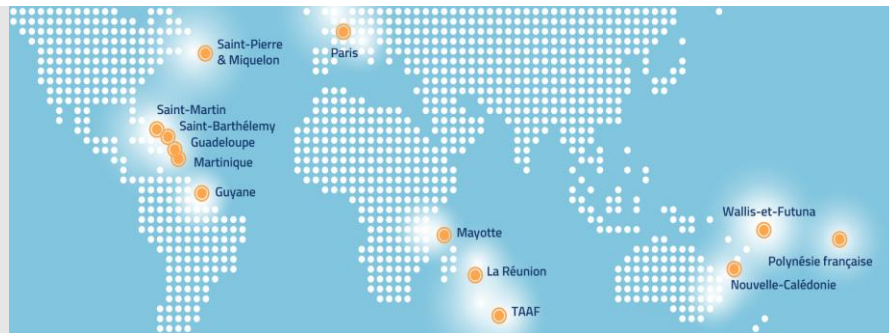 Saint-Pierre
& Miquelon
Paris
Saint-Martin
Saint-Barthélemy
Guadeloupe
Martinique
Guyane
Mayotte
La Réunion
TAAF
Wallis-et-Futuna
Polynésie française
Nouvelle-Calédonie